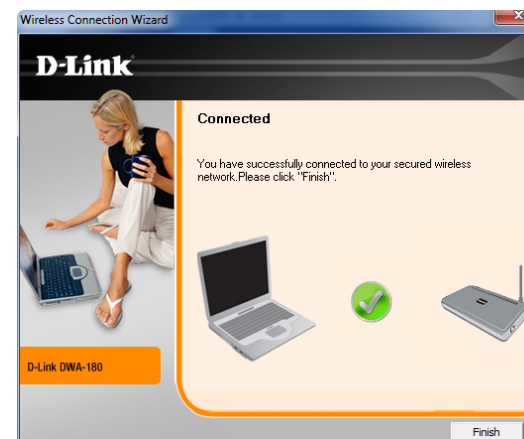 Wireless Connection Wizard
D-Link
Connected
You have successfully connected to your secured wireless
network.Please click "Finish".
D-Link DWA-180
Finish